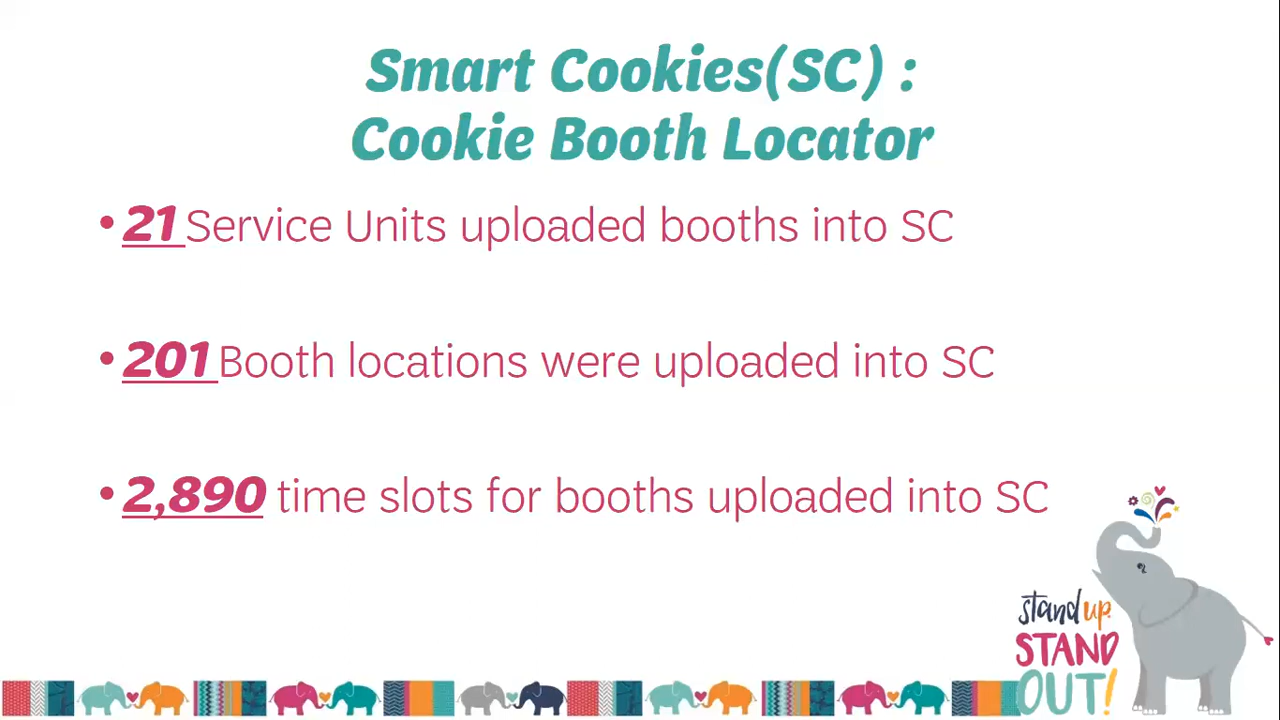 Smart Cookies(SC) :
Cookie Booth Locator
• 21 Service Units uploaded booths into SC
• 201 Booth locations were uploaded into SC
• 2,890 time slots for booths uploaded into SC
stand up
STAND
OUT!